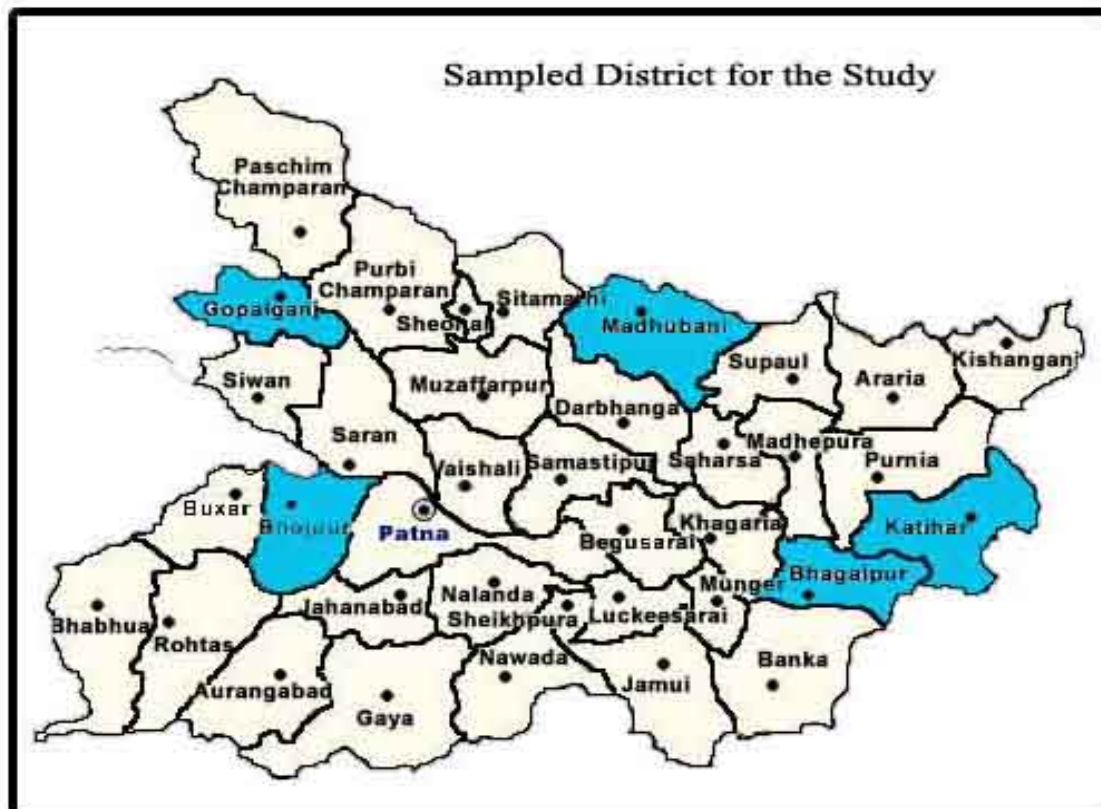 Sampled District for the Study
Paschim
Champaran
Purbi
Champaran
Sheohar
Sitamarhi
Gopalganj
Madhubani
Siwan
Muzaffarpur
Supaul
Araria
Kishanganj
Darbhanga
Saran
Vaishali
Samastipur
Saharsa
Madhepura
Purnia
Buxar
Bhojpur
Patna
Begusarai
Khagaria
Katihar
Bhabhua
Rohtas
Jahanabad
Nalanda
Sheikhpura
Luckeesarai
Munger
Bhagalpur
Aurangabad
Gaya
Nawada
Jamui
Banka